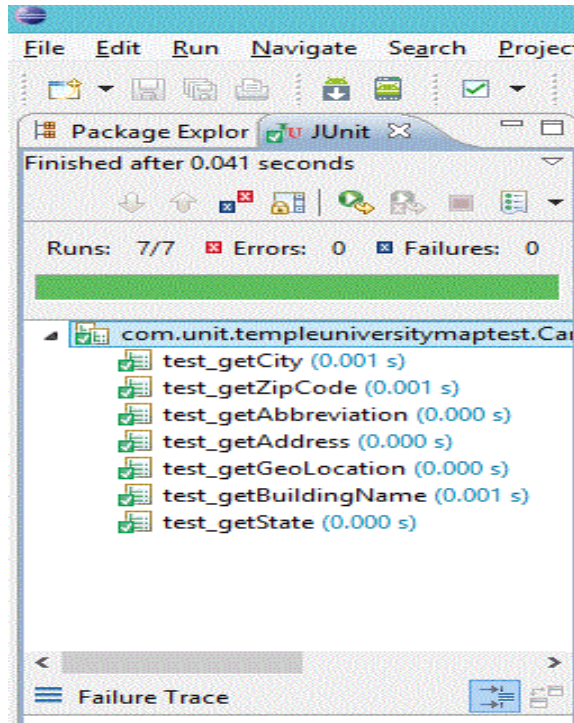 File Edit Run Navigate Search Project
Package Explor JUnit
Finished after 0.041 seconds
Runs: 7/7 Errors: 0 Failures: 0
com.unit.templeuniversitymaptest.Car
test_getCity (0.001 s)
test_getZipCode (0.001 s)
test_getAbbreviation (0.000 s)
test_getAddress (0.000 s)
test_getGeoLocation (0.000 s)
test_getBuildingName (0.001 s)
test_getState (0.000 s)
Failure Trace